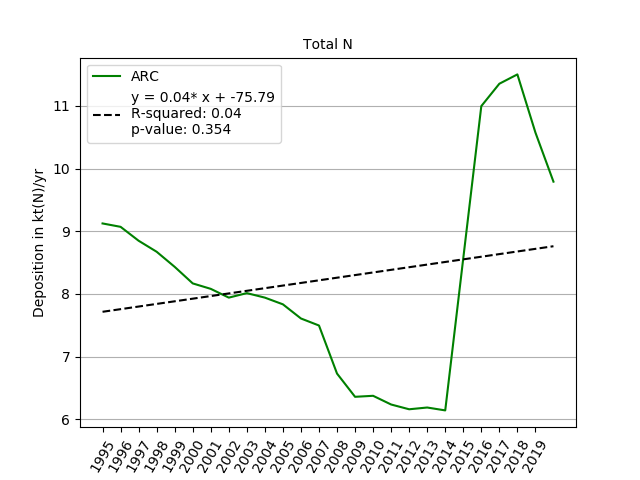 Total N
ARC
y = 0.04* x + -75.79
R-squared: 0.04
p-value: 0.354
Deposition in kt(N)/yr
11
10
9
8
7
6
1995 1996 1997 1998 1999 2000 2001 2002 2003 2004 2005 2006 2007 2008 2009 2010 2011 2012 2013 2014 2015 2016 2017 2018 2019